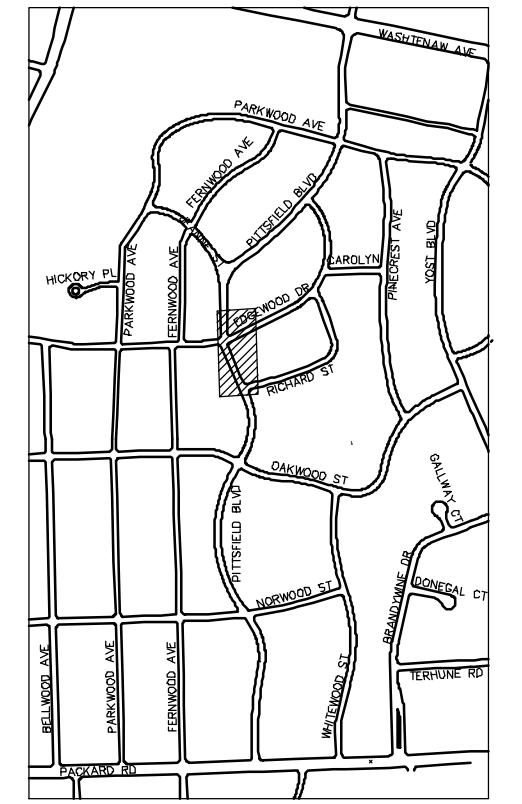 WASHTENAW AVE
PARKWOOD AVE
FERNWOOD AVE
PITTSFIELD BLVD
CAROLYN
PINECREST AVE
YOST BLVD
HICKORY PL
PARKWOOD AVE
FERNWOOD AVE
EDGEWOOD DR
RICHARD ST
OAKWOOD ST
GALLWAY CT
PITTSFIELD BLVD
BRANDYWINE DR
DONEGAL CT
NORWOOD ST
WHITEWOOD ST
TERHUNE RD
BELLWOOD AVE
PARKWOOD AVE
FERNWOOD AVE
PACKARD RD